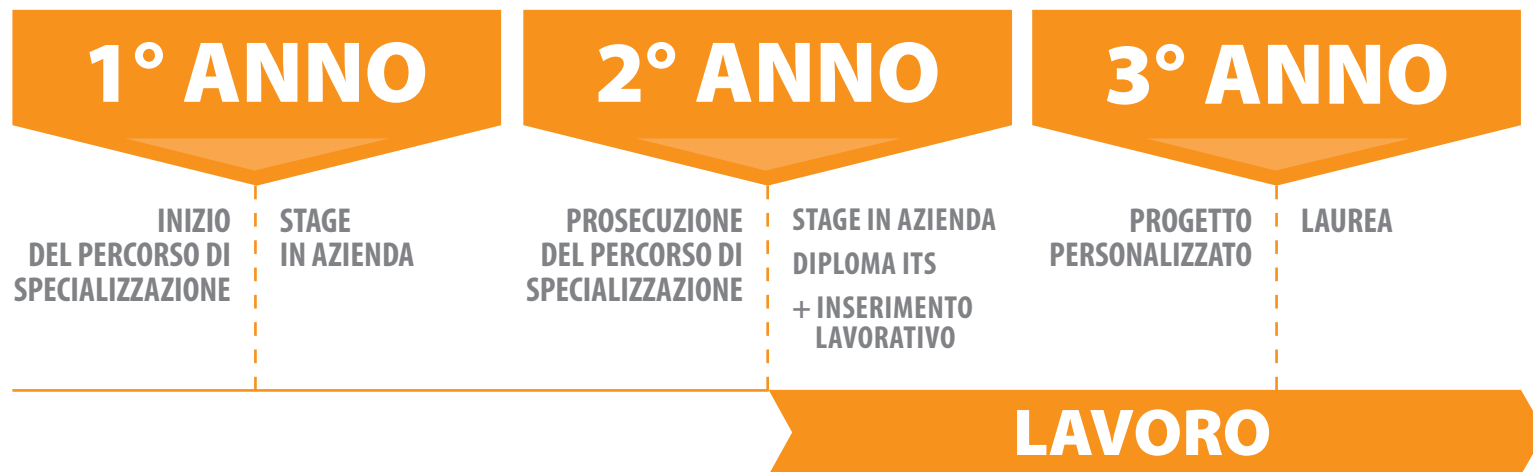 1° ANNO
INIZIO
DEL PERCORSO DI
SPECIALIZZAZIONE
STAGE
IN AZIENDA
2° ANNO
PROSECUZIONE
DEL PERCORSO DI
SPECIALIZZAZIONE
STAGE IN AZIENDA
DIPLOMA ITS
+ INSERIMENTO
LAVORATIVO
3° ANNO
PROGETTO
PERSONALIZZATO
LAUREA
LAVORO